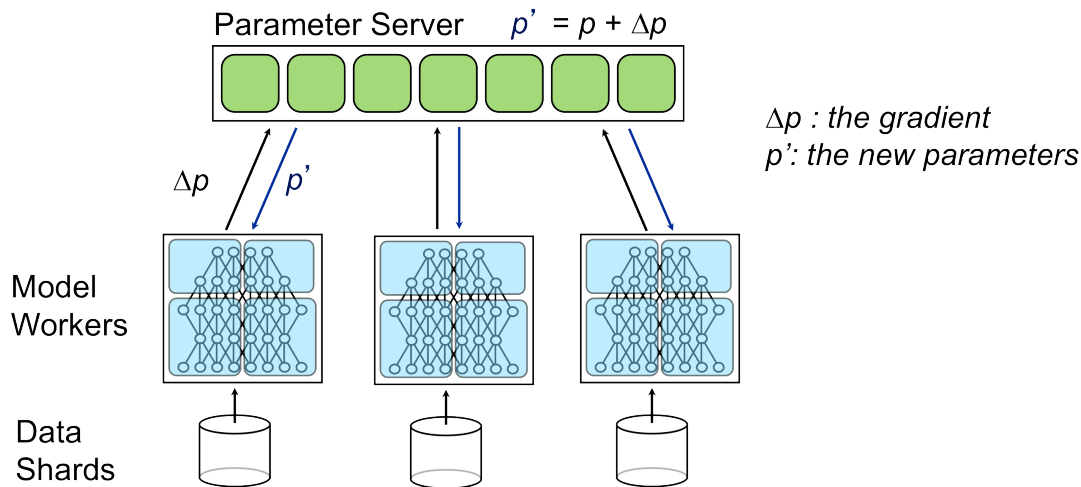 Parameter Server p’ = p + Δp
Δp : the gradient
p’: the new parameters
Δp
p’
Model
Workers
Data
Shards